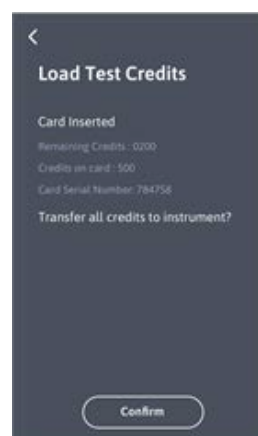 Load Test Credits
Card Inserted
Remaining Credits : 0200
Credits on card : 500
Card Serial Number: 784758
Transfer all credits to instrument?
Confirm